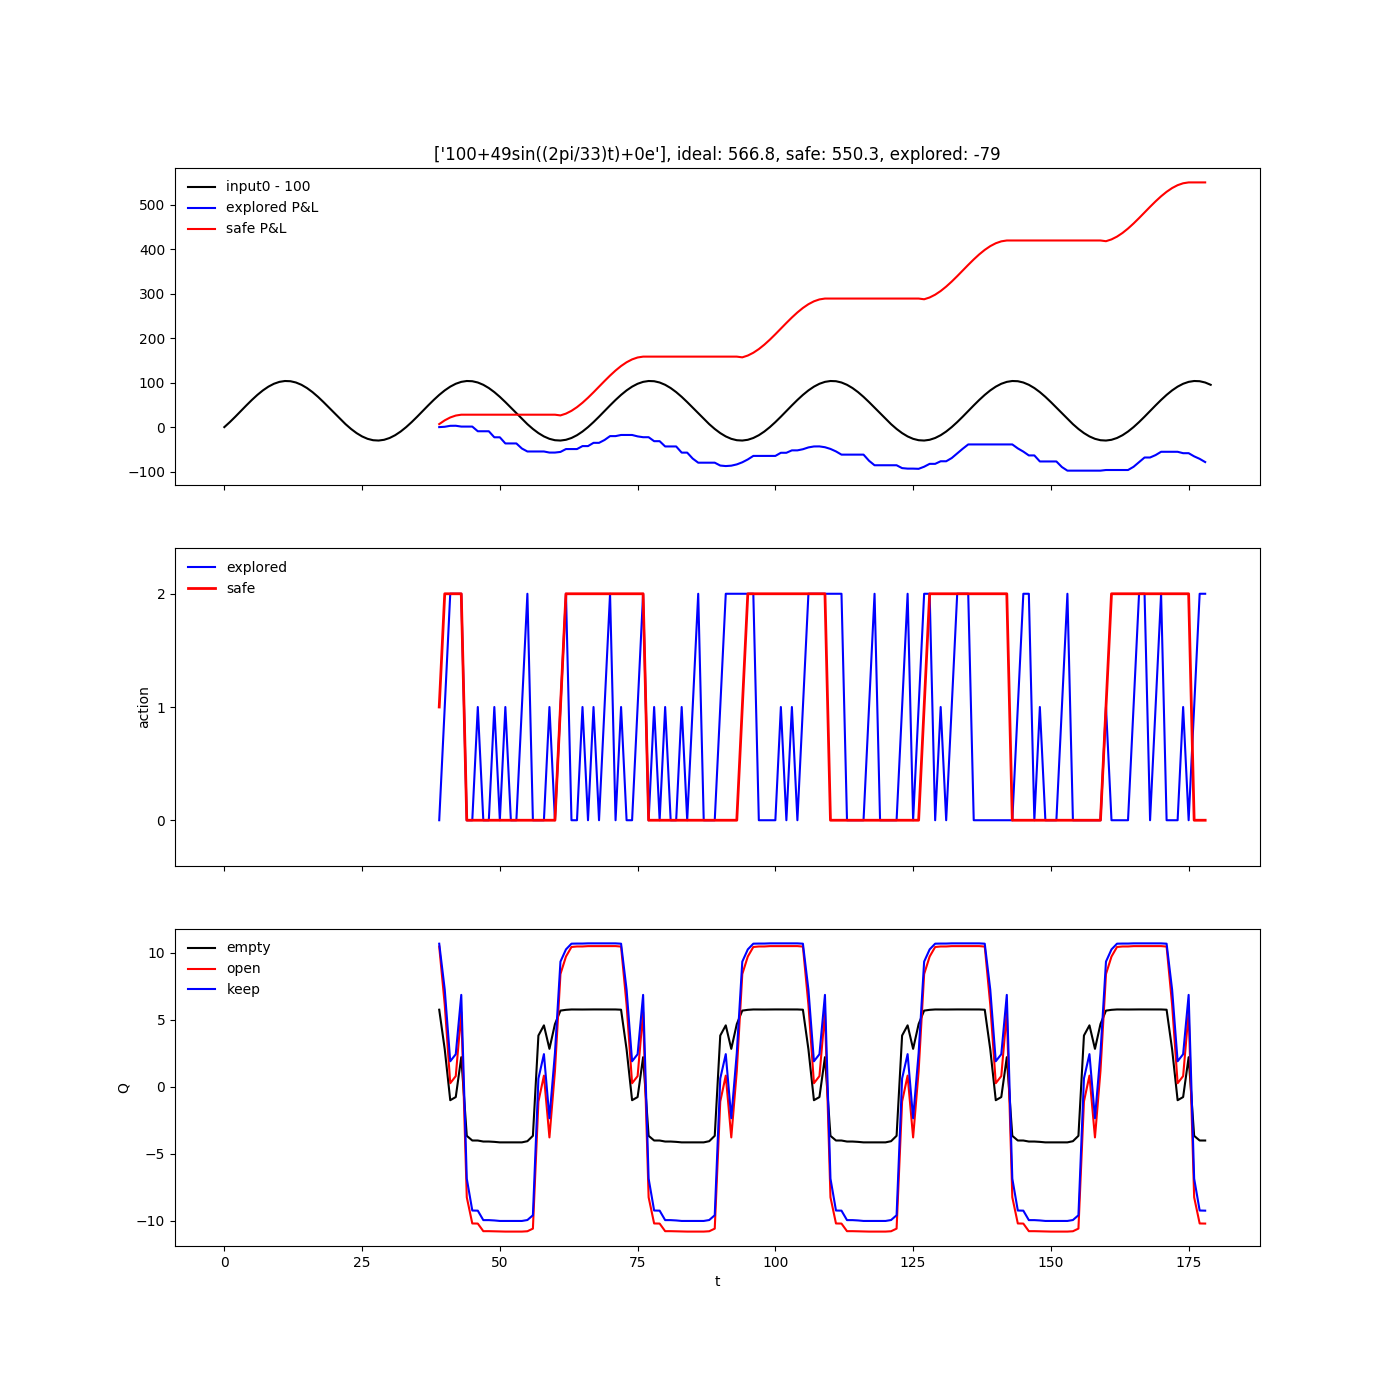 ['100+49sin((2pi/33)t)+0e'], ideal: 566.8, safe: 550.3, explored: -79
input0 - 100
explored P&L
safe P&L
500
400
300
200
100
0
−100
explored
safe
2
1
0
action
empty
open
keep
10
5
0
−5
−10
Q
0 25 50 75 100 125 150 175
t